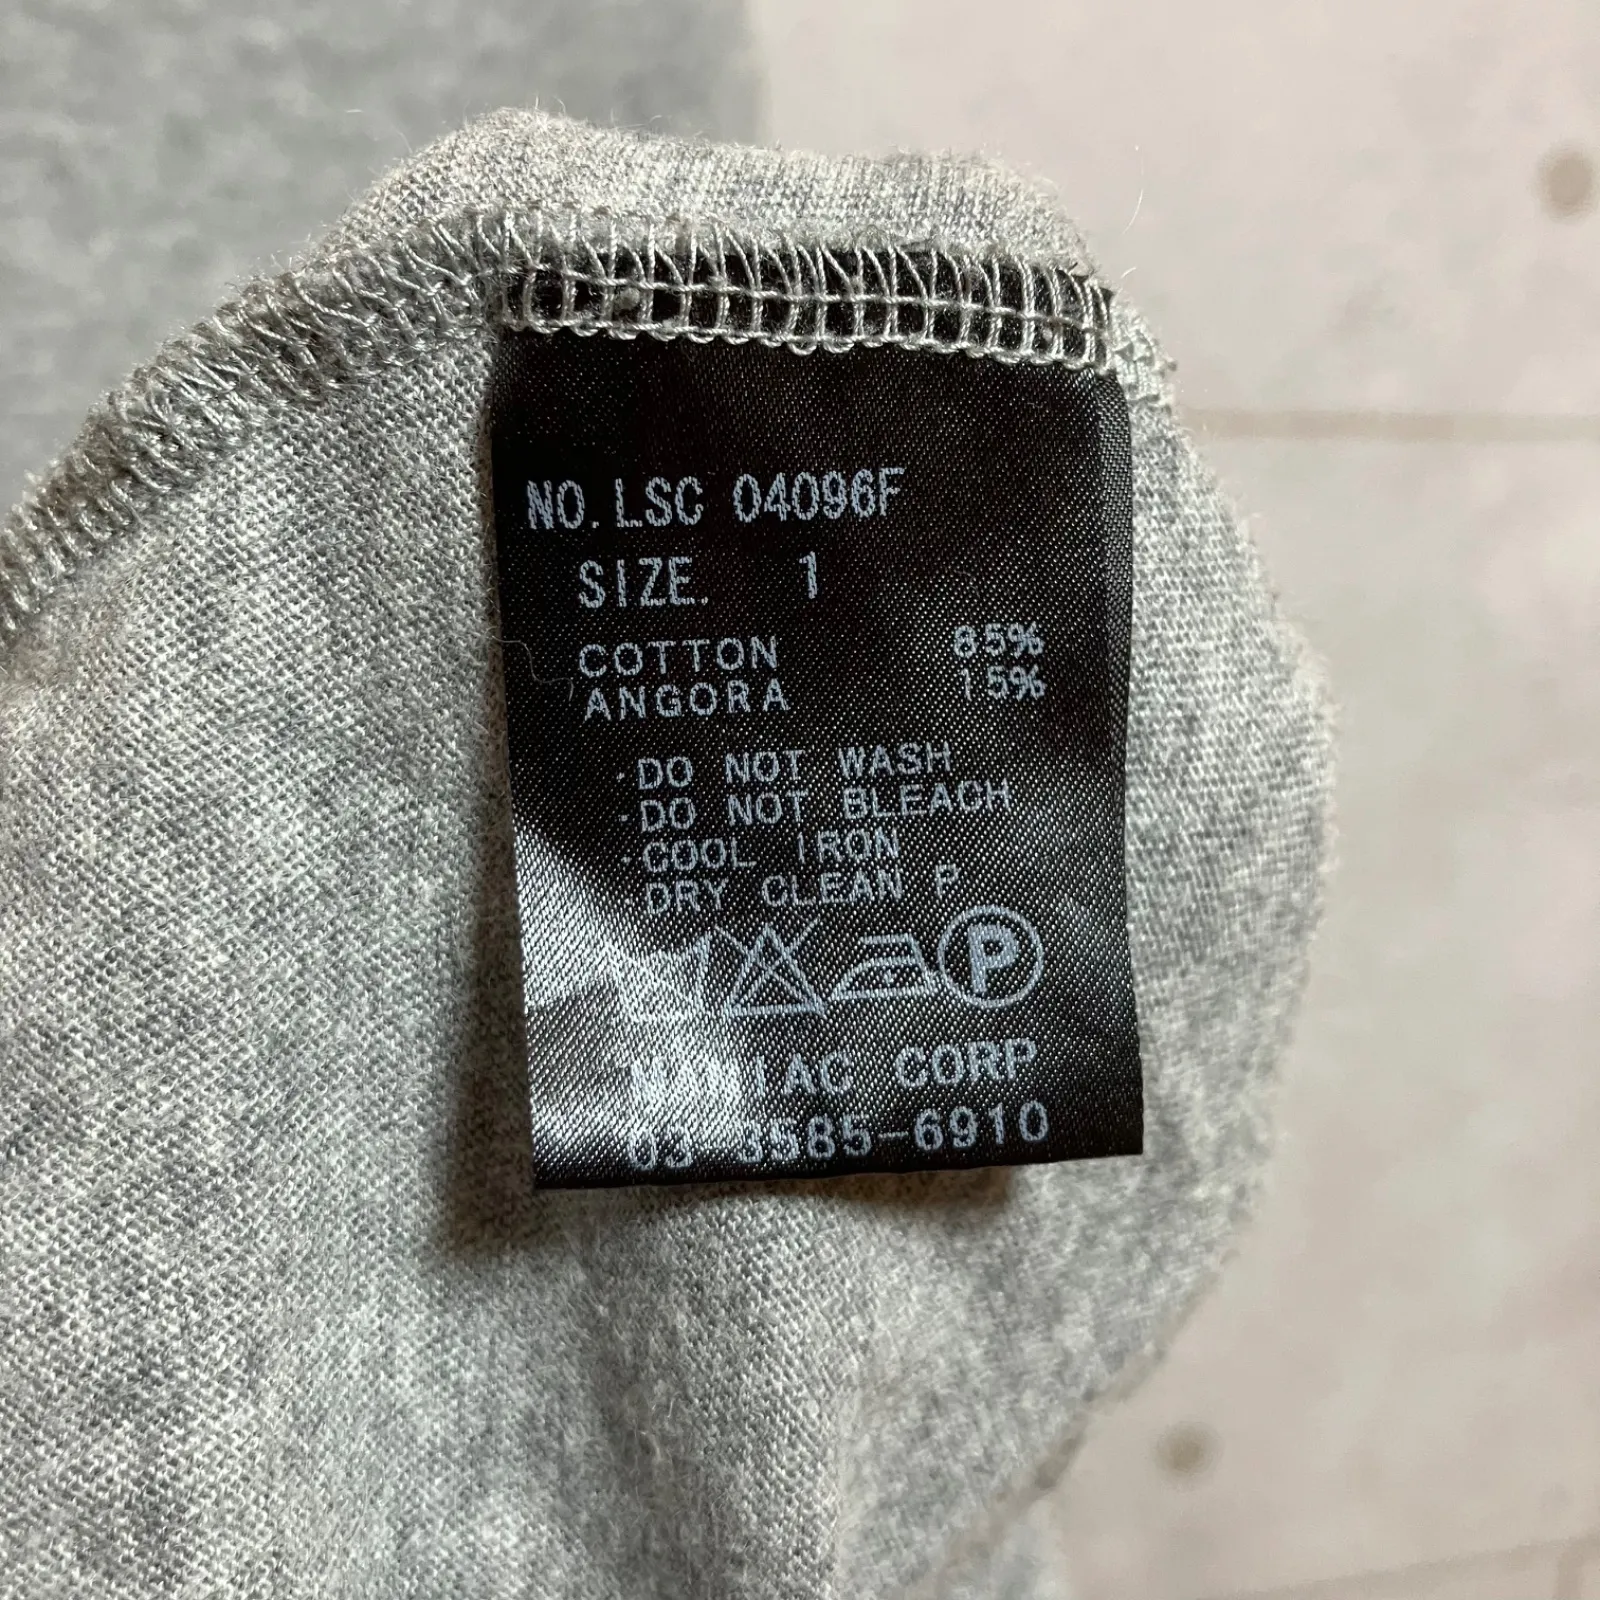 NO. LSC 04096F
SIZE. 1
COTTON 85%
ANGORA 15%
·DO NOT WASH
·DO NOT BLEACH
·COOL IRON
·DRY CLEAN P
P
CORP
03-3585-6910